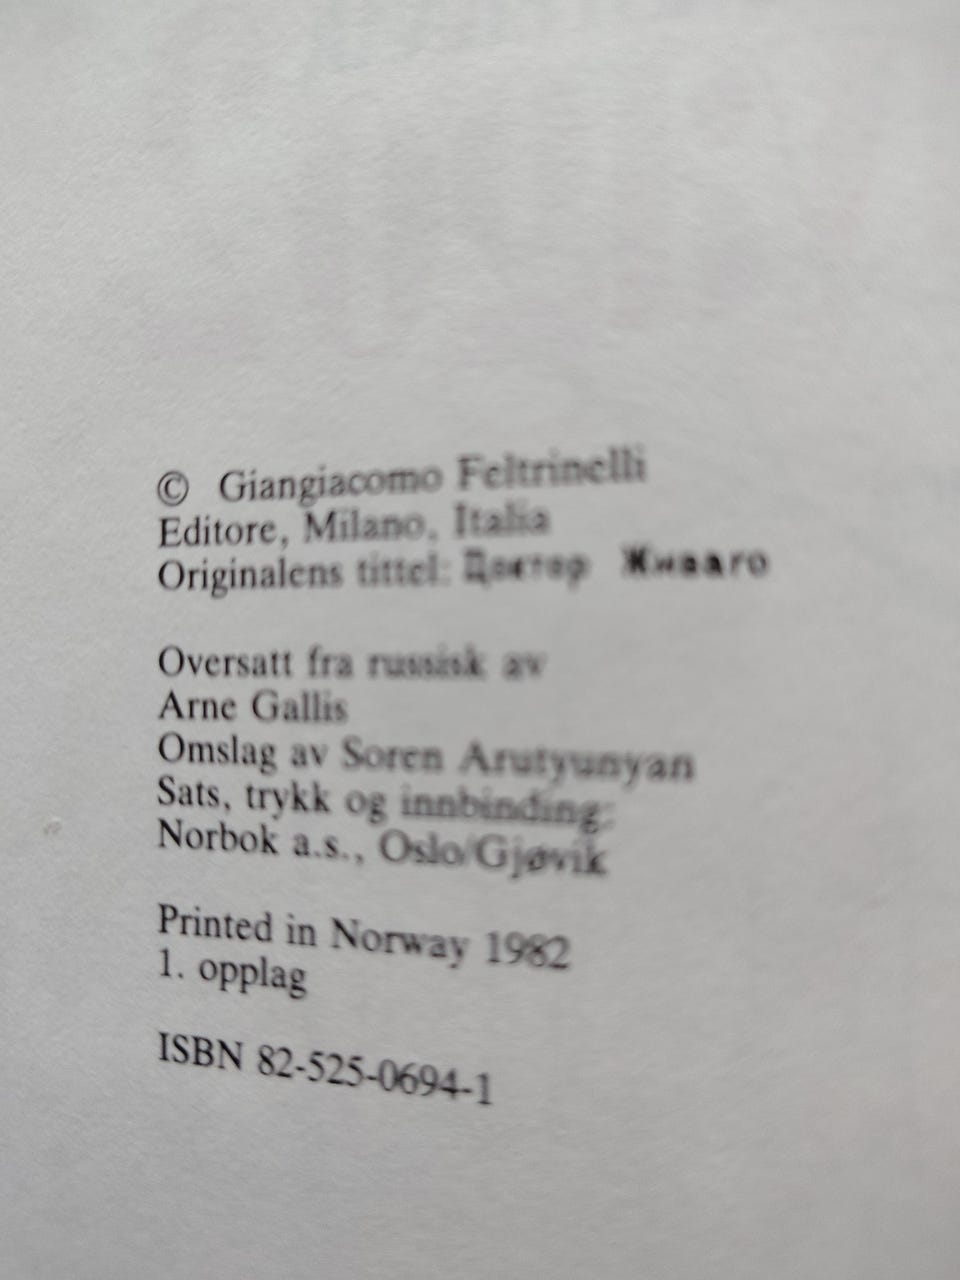 © Giangiacomo Feltrinelli
Editore, Milano, Italia
Originalens tittel: Доктор Живаго
Oversatt fra russisk av
Arne Gallis
Omslag av Soren Arutyunyan
Sats, trykk og innbinding:
Norbok a.s., Oslo/Gjøvik
Printed in Norway 1982
1. opplag
ISBN 82-525-0694-1